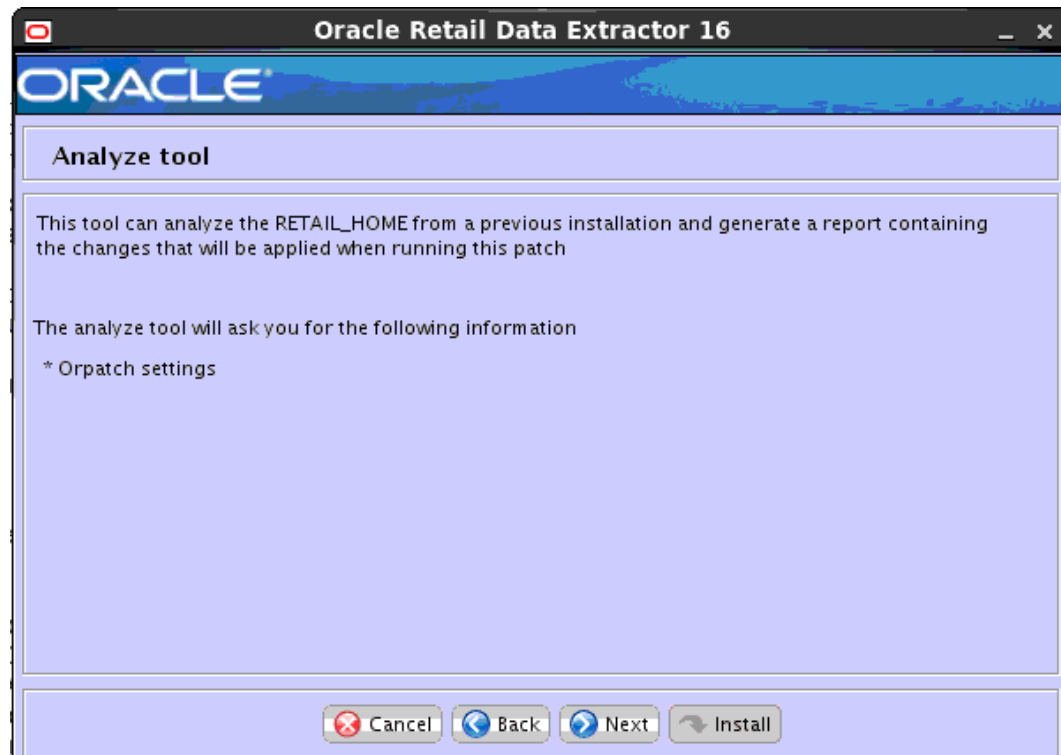 Oracle Retail Data Extractor 16
ORACLE
Analyze tool
This tool can analyze the RETAIL_HOME from a previous installation and generate a report containing
the changes that will be applied when running this patch
The analyze tool will ask you for the following information
* Orpatch settings
Cancel Back Next Install